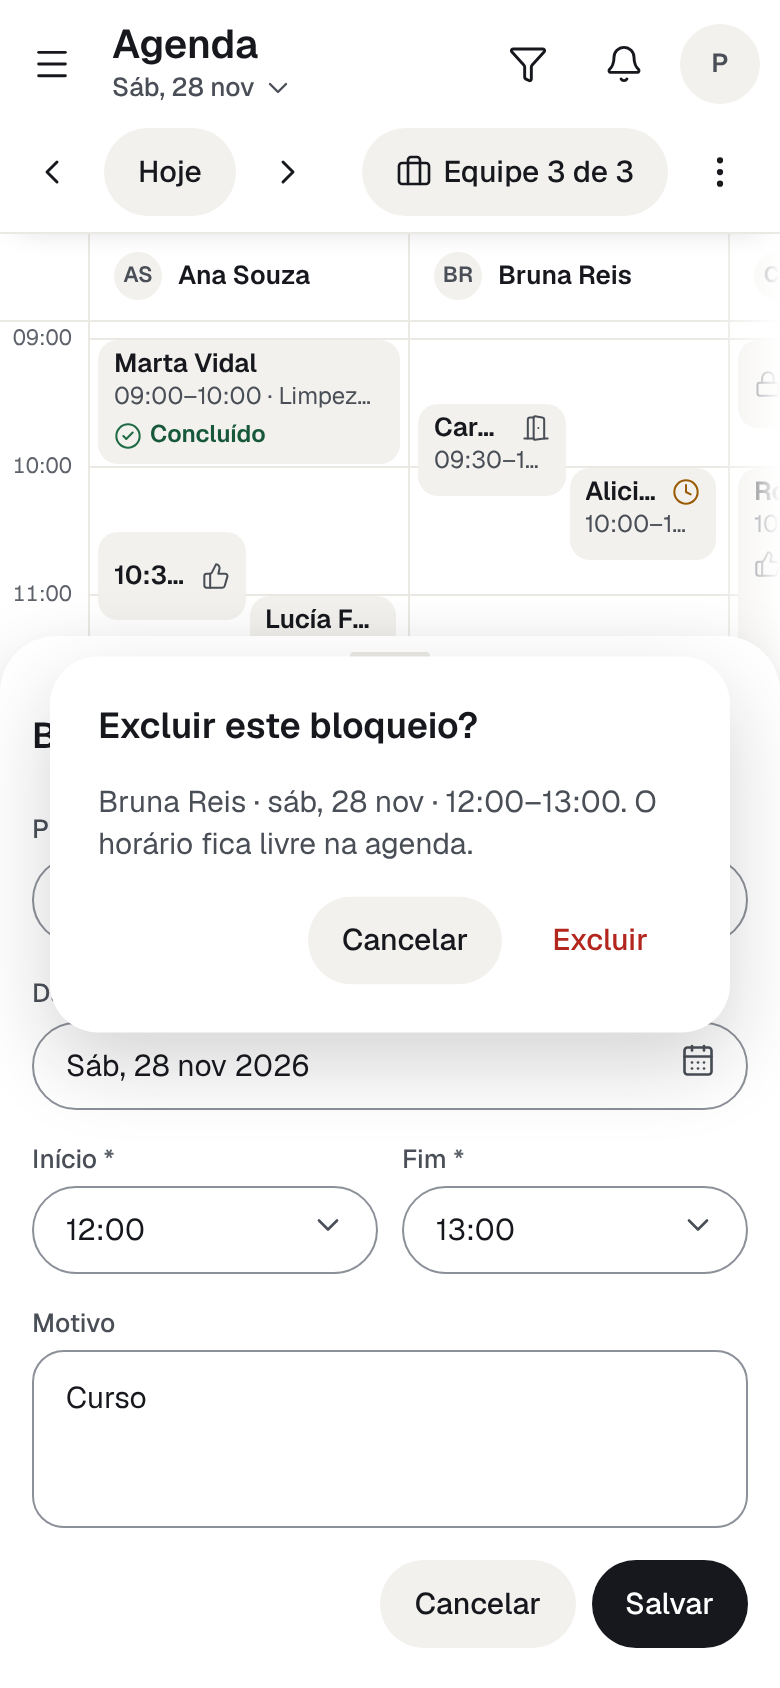 Agenda
Sáb, 28 nov
P
Hoje
Equipe 3 de 3
AS Ana Souza
BR Bruna Reis
09:00
Marta Vidal
09:00–10:00 · Limpez...
Concluído
Car...
09:30–1...
10:00
Alici...
10:00–1...
10
10:3...
11:00
Lucía F...
Excluir este bloqueio?
Bruna Reis · sáb, 28 nov · 12:00–13:00. O
horário fica livre na agenda.
Cancelar
Excluir
Sáb, 28 nov 2026
Início *
Fim *
12:00
13:00
Motivo
Curso
Cancelar
Salvar